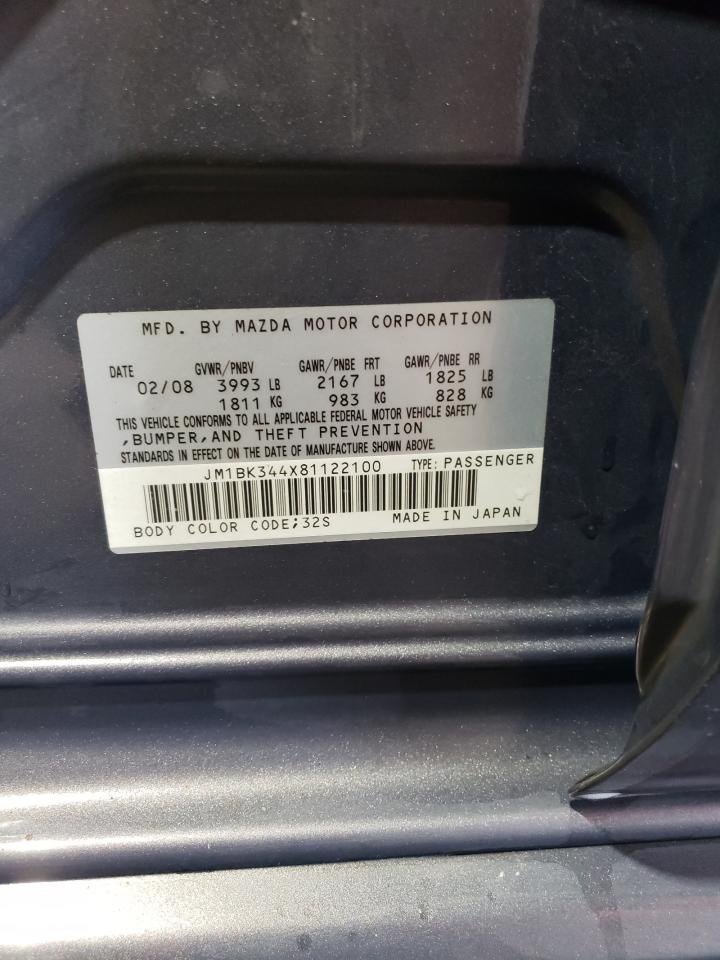 MFD. BY MAZDA MOTOR CORPORATION
DATE GVWR/PNBV GAWR/PNBE FRT GAWR/PNBE RR
02/08 3993 LB 2167 LB 1825 LB
1811 KG 983 KG 828 KG
THIS VEHICLE CONFORMS TO ALL APPLICABLE FEDERAL MOTOR VEHICLE SAFETY
,BUMPER,AND THEFT PREVENTION
STANDARDS IN EFFECT ON THE DATE OF MANUFACTURE SHOWN ABOVE.
JM1BK344X81122100 TYPE: PASSENGER
BODY COLOR CODE;32S MADE IN JAPAN